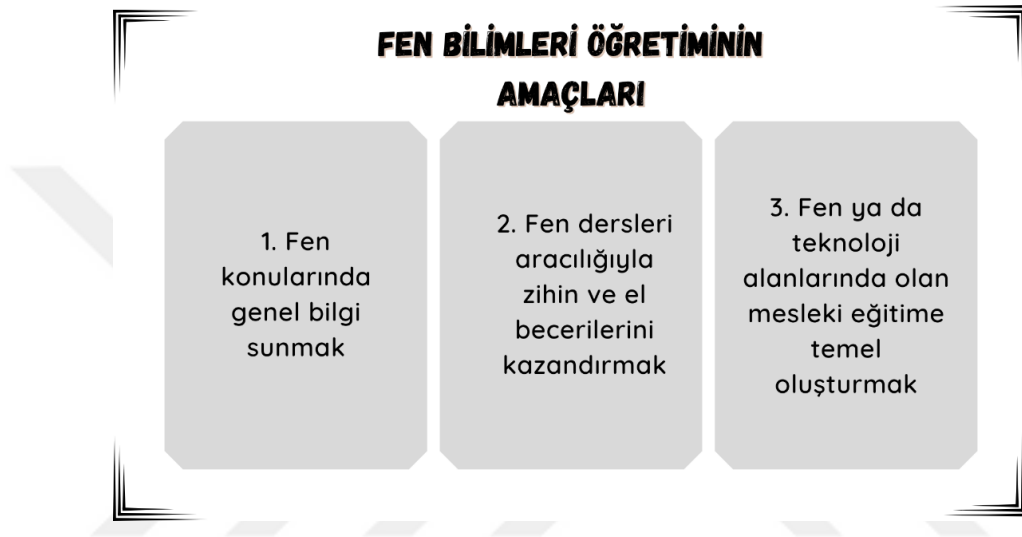 FEN BİLİMLERİ ÖĞRETİMİNİN
AMAÇLARI
1. Fen
konularında
genel bilgi
sunmak
2. Fen dersleri
aracılığıyla
zihin ve el
becerilerini
kazandırmak
3. Fen ya da
teknoloji
alanlarında olan
mesleki eğitime
temel
oluşturmak